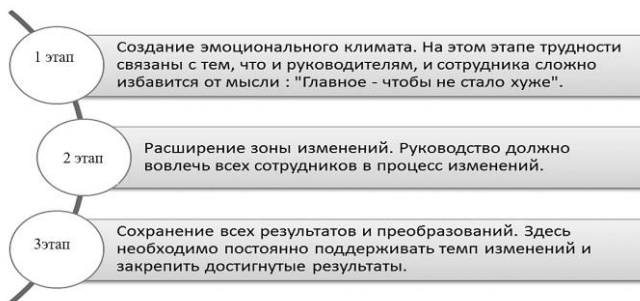 1 этап
Создание эмоционального климата. На этом этапе трудности
связаны с тем, что и руководителям, и сотрудника сложно
избавится от мысли : "Главное - чтобы не стало хуже".
2 этап
Расширение зоны изменений. Руководство должно
вовлечь всех сотрудников в процесс изменений.
3этап
Сохранение всех результатов и преобразований. Здесь
необходимо постоянно поддерживать темп изменений и
закрепить достигнутые результаты.